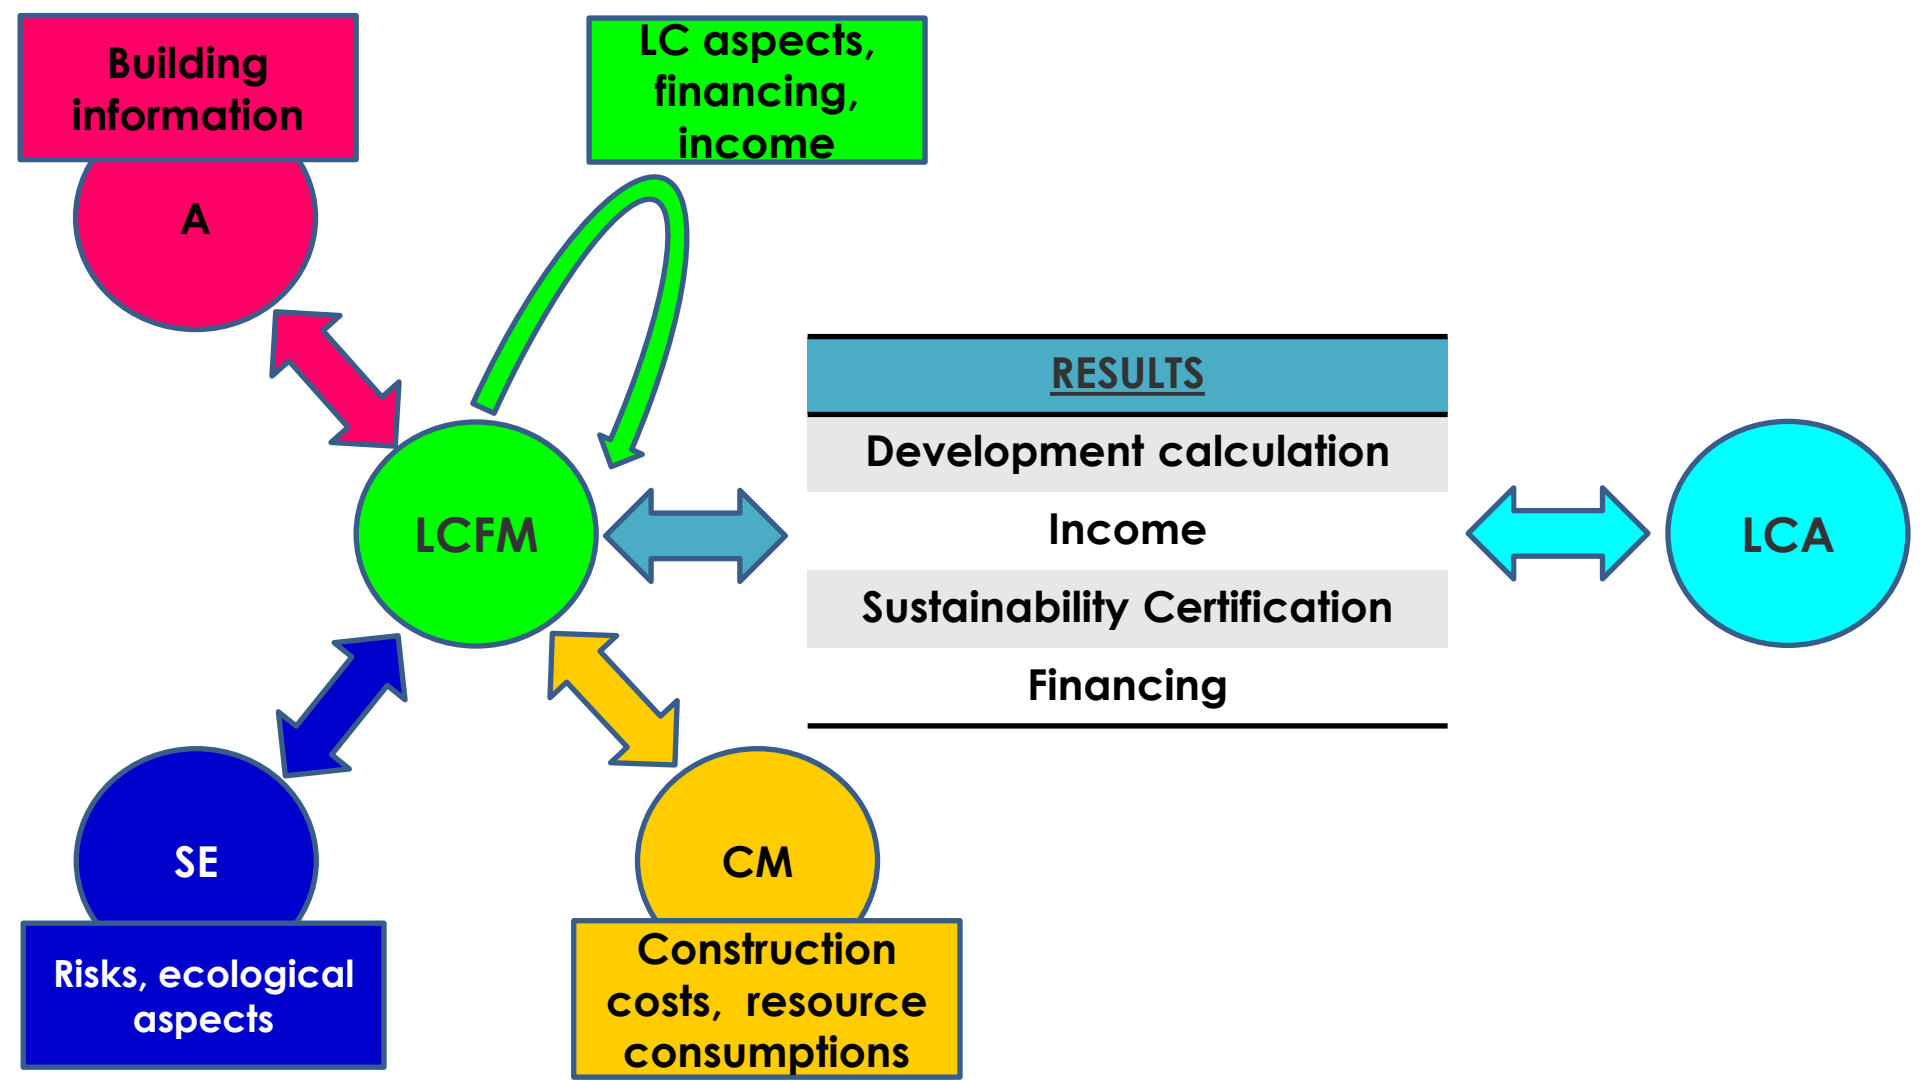 Building
information
A
LC aspects,
financing,
income
LCFM
RESULTS
Development calculation
Income
Sustainability Certification
Financing
LCA
SE
Risks, ecological
aspects
CM
Construction
costs, resource
consumptions